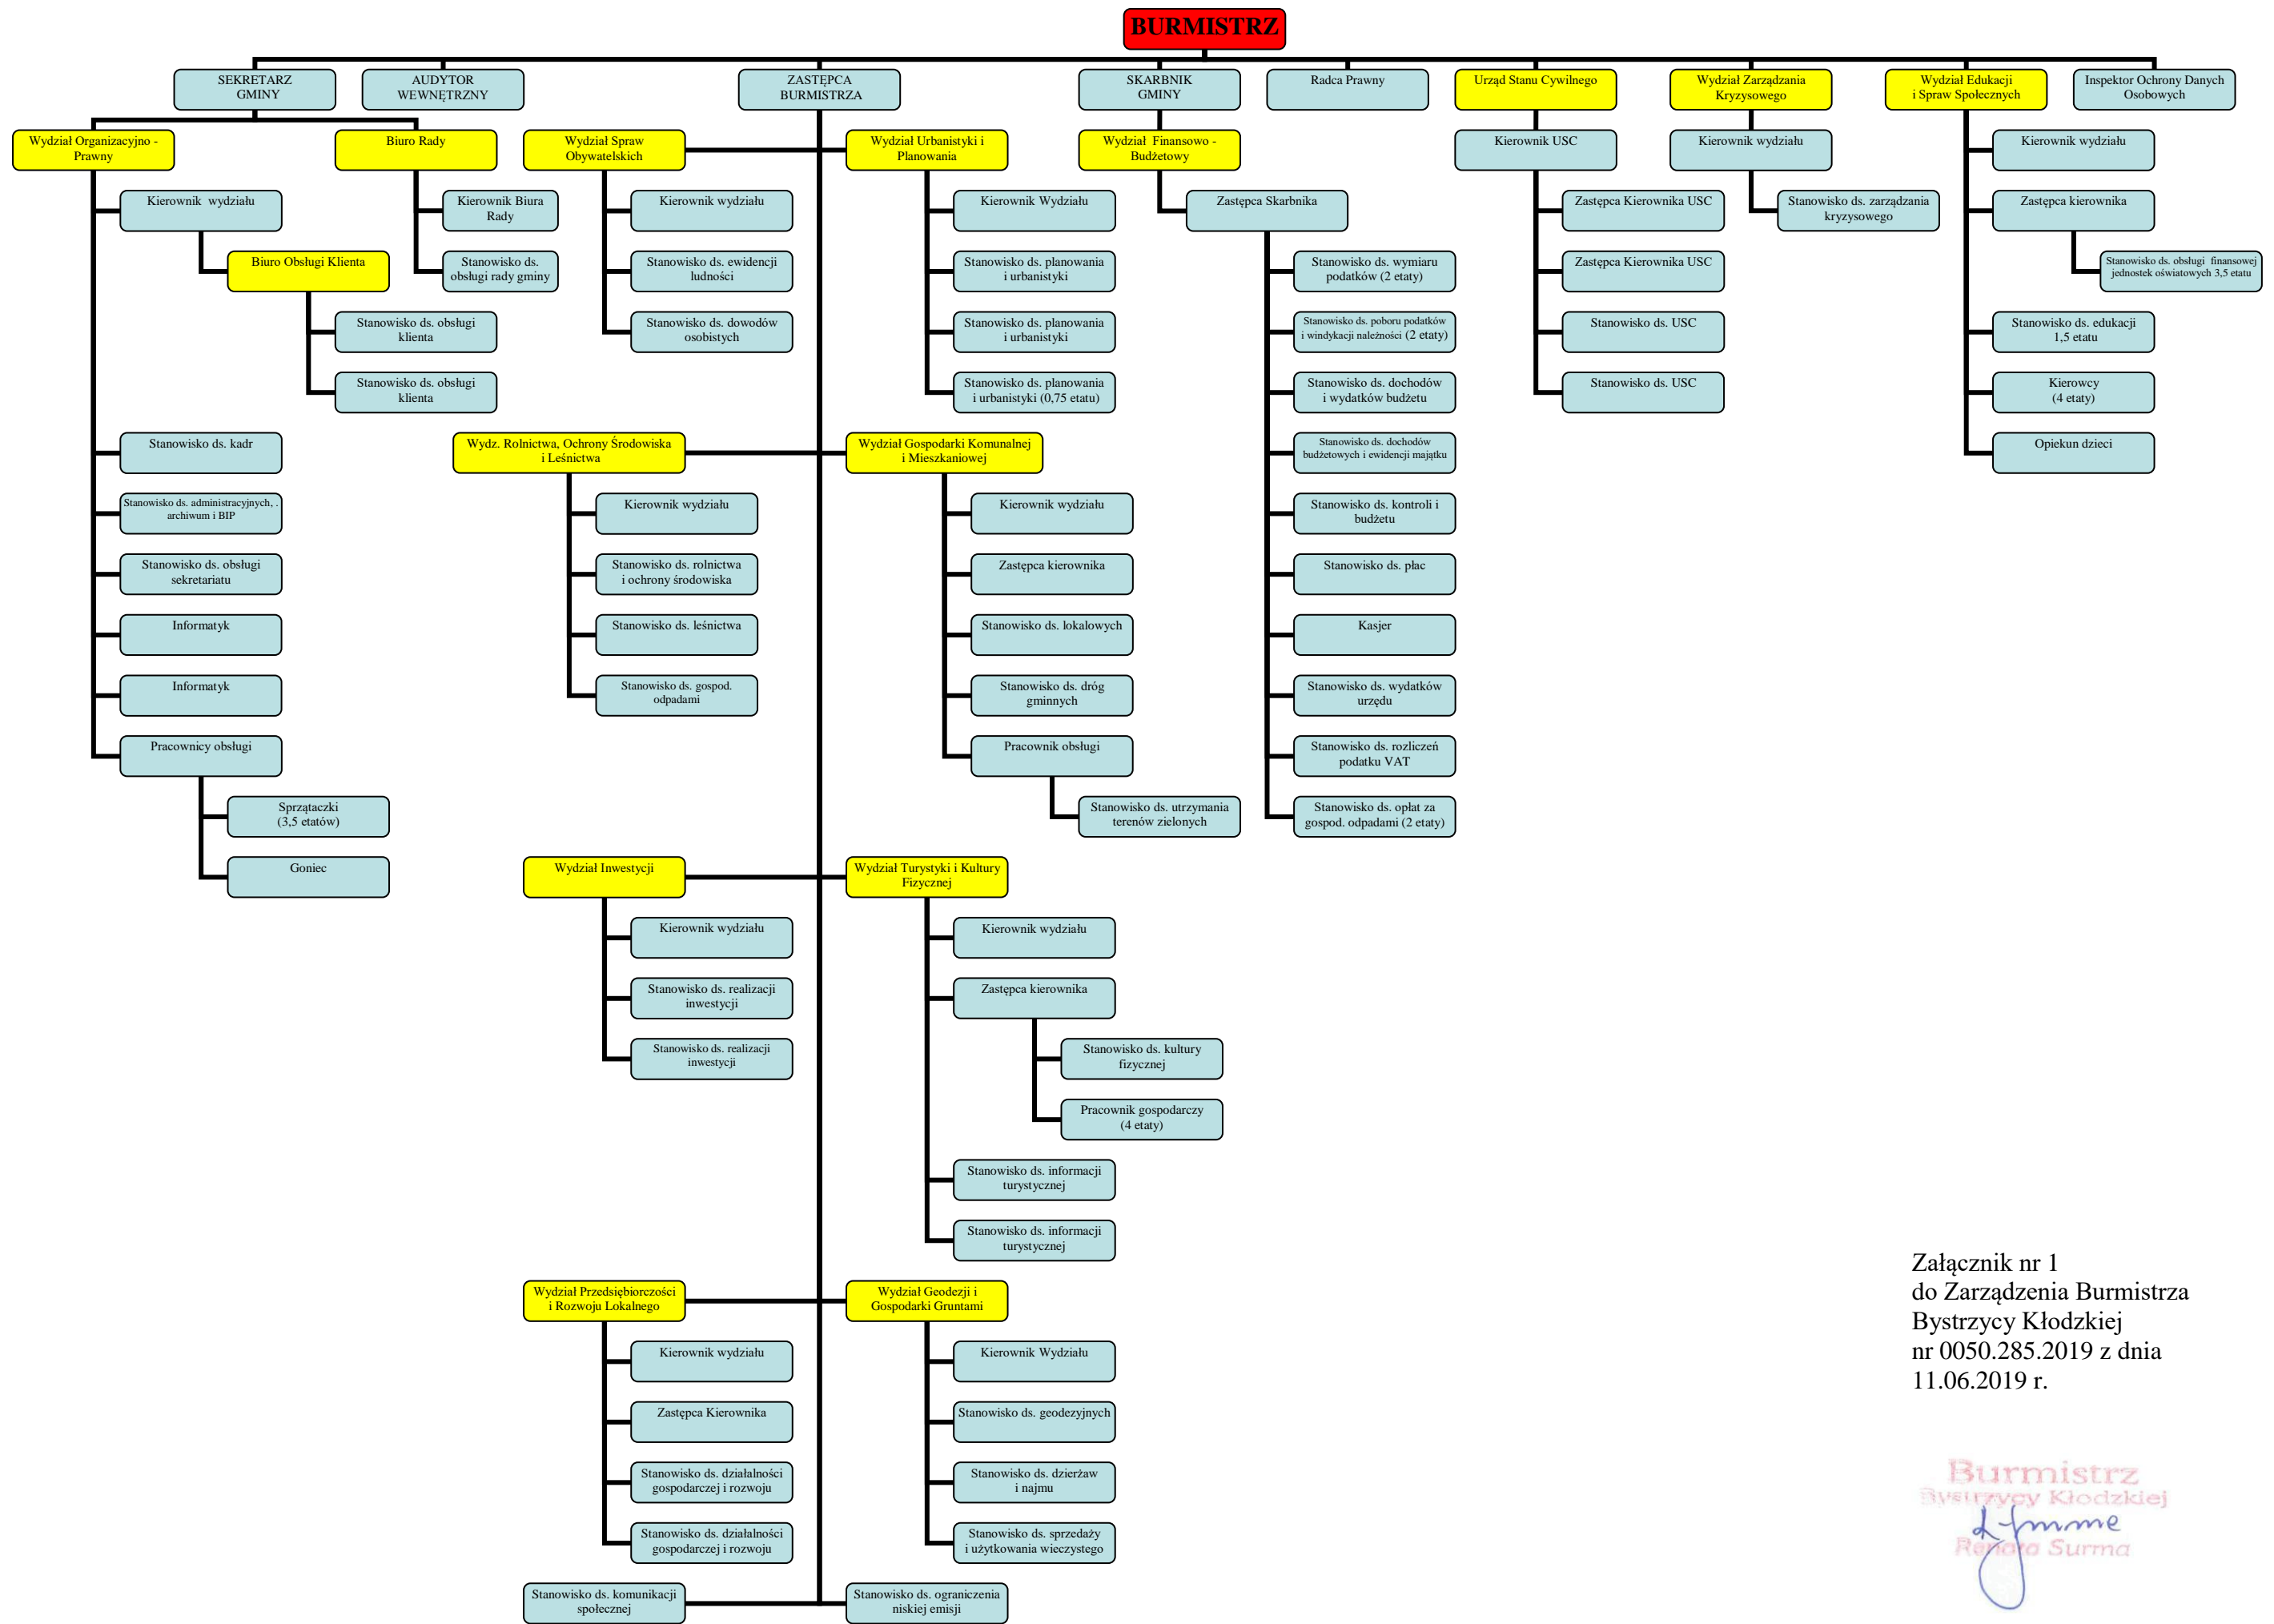 BURMISTRZ
SEKRETARZ
GMINY
AUDYTOR
WEWNĘTRZNY
ZASTĘPCA
BURMISTRZA
SKARBNIK
GMINY
Radca Prawny
Urząd Stanu Cywilnego
Wydział Zarządzania
Kryzysowego
Wydział Edukacji
i Spraw Społecznych
Inspektor Ochrony Danych
Osobowych
Wydział Organizacyjno -
Prawny
Kierownik wydziału
Biuro Obsługi Klienta
Stanowisko ds. obsługi
klienta
Stanowisko ds. obsługi
klienta
Stanowisko ds. kadr
Stanowisko ds. administracyjnych, .
archiwum i BIP
Stanowisko ds. obsługi
sekretariatu
Informatyk
Informatyk
Pracownicy obsługi
Sprzątaczki
(3,5 etatów)
Goniec
Biuro Rady
Kierownik Biura
Rady
Stanowisko ds.
obsługi rady gminy
Wydział Spraw
Obywatelskich
Kierownik wydziału
Stanowisko ds. ewidencji
ludności
Stanowisko ds. dowodów
osobistych
Wydział Urbanistyki i
Planowania
Kierownik Wydziału
Stanowisko ds. planowania
i urbanistyki
Stanowisko ds. planowania
i urbanistyki
Stanowisko ds. planowania
i urbanistyki (0,75 etatu)
Wydz. Rolnictwa, Ochrony Środowiska
i Leśnictwa
Kierownik wydziału
Stanowisko ds. rolnictwa
i ochrony środowiska
Stanowisko ds. leśnictwa
Stanowisko ds. gospod.
odpadami
Wydział Gospodarki Komunalnej
i Mieszkaniowej
Kierownik wydziału
Zastępca kierownika
Stanowisko ds. lokalowych
Stanowisko ds. dróg
gminnych
Pracownik obsługi
Stanowisko ds. utrzymania
terenów zielonych
Wydział Inwestycji
Kierownik wydziału
Stanowisko ds. realizacji
inwestycji
Stanowisko ds. realizacji
inwestycji
Wydział Turystyki i Kultury
Fizycznej
Kierownik wydziału
Zastępca kierownika
Stanowisko ds. kultury
fizycznej
Pracownik gospodarczy
(4 etaty)
Stanowisko ds. informacji
turystycznej
Stanowisko ds. informacji
turystycznej
Wydział Przedsiębiorczości
i Rozwoju Lokalnego
Kierownik wydziału
Zastępca Kierownika
Stanowisko ds. działalności
gospodarczej i rozwoju
Stanowisko ds. działalności
gospodarczej i rozwoju
Wydział Geodezji i
Gospodarki Gruntami
Kierownik Wydziału
Stanowisko ds. geodezyjnych
Stanowisko ds. dzierżaw
i najmu
Stanowisko ds. sprzedaży
i użytkowania wieczystego
Stanowisko ds. komunikacji
społecznej
Stanowisko ds. ograniczenia
niskiej emisji
Wydział Finansowo -
Budżetowy
Zastępca Skarbnika
Stanowisko ds. wymiaru
podatków (2 etaty)
Stanowisko ds. poboru podatków
i windykacji należności (2 etaty)
Stanowisko ds. dochodów
i wydatków budżetu
Stanowisko ds. dochodów
budżetowych i ewidencji majątku
Stanowisko ds. kontroli i
budżetu
Stanowisko ds. płac
Kasjer
Stanowisko ds. wydatków
urzędu
Stanowisko ds. rozliczeń
podatku VAT
Stanowisko ds. opłat za
gospod. odpadami (2 etaty)
Kierownik USC
Zastępca Kierownika USC
Zastępca Kierownika USC
Stanowisko ds. USC
Stanowisko ds. USC
Kierownik wydziału
Stanowisko ds. zarządzania
kryzysowego
Kierownik wydziału
Zastępca kierownika
Stanowisko ds. obsługi finansowej
jednostek oświatowych 3,5 etatu
Stanowisko ds. edukacji
1,5 etatu
Kierowcy
(4 etaty)
Opiekun dzieci
Załącznik nr 1
do Zarządzenia Burmistrza
Bystrzycy Kłodzkiej
nr 0050.285.2019 z dnia
11.06.2019 r.
Burmistrz
Bystrzycy Kłodzkiej
Renata Surma